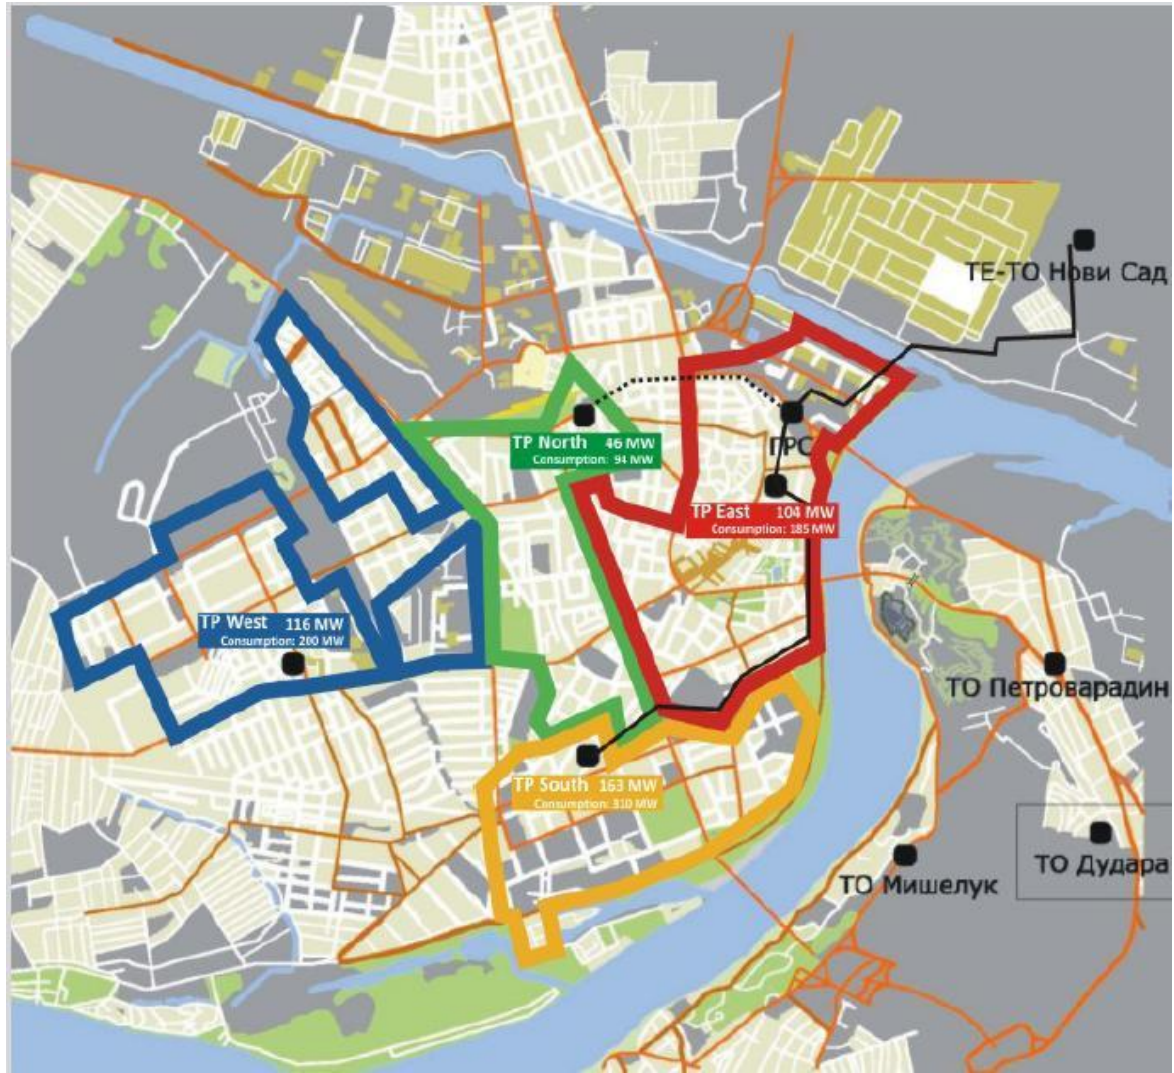 ТЕ-ТО Нови Сад
TP North 46 MW
Consumption: 94 MW
ГРС
TP East 104 MW
Consumption: 185 MW
TP West 116 MW
Consumption: 200 MW
ТО Петроварадин
TP South 163 MW
Consumption: 310 MW
ТО Мишелук
ТО Дудара